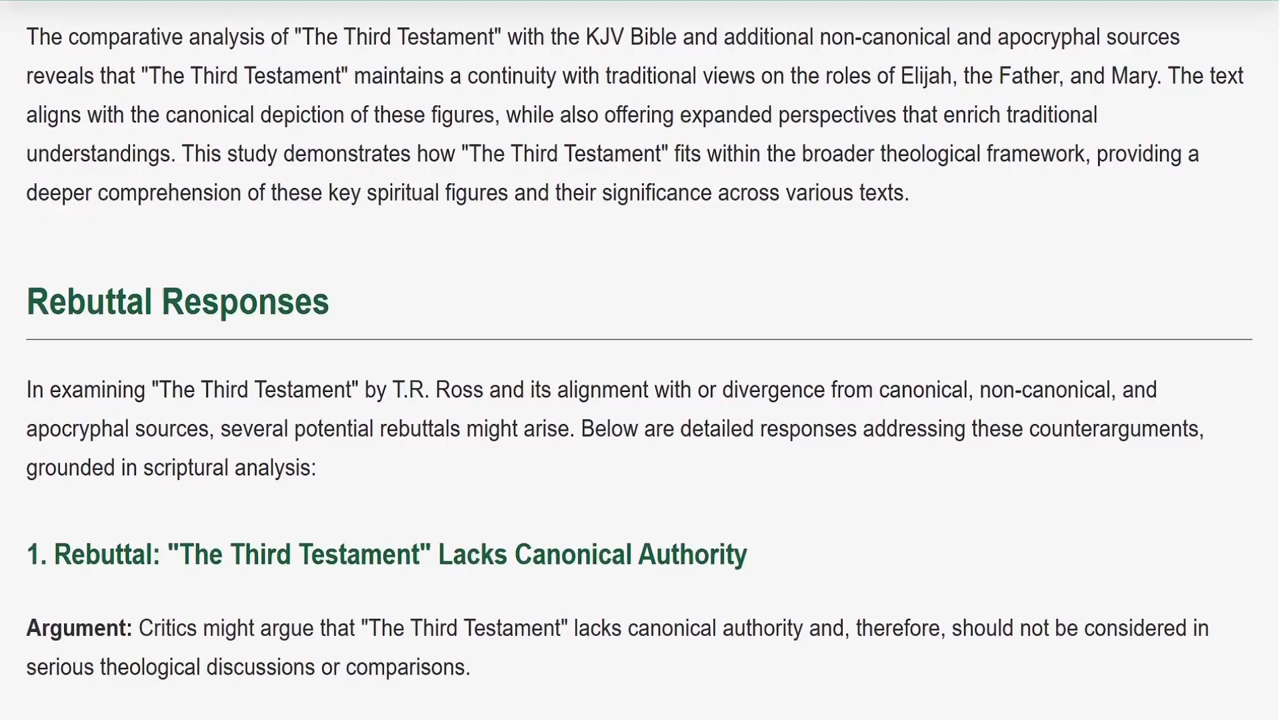 The comparative analysis of "The Third Testament" with the KJV Bible and additional non-canonical and apocryphal sources
reveals that "The Third Testament" maintains a continuity with traditional views on the roles of Elijah, the Father, and Mary. The text
aligns with the canonical depiction of these figures, while also offering expanded perspectives that enrich traditional
understandings. This study demonstrates how "The Third Testament" fits within the broader theological framework, providing a
deeper comprehension of these key spiritual figures and their significance across various texts.
Rebuttal Responses
In examining "The Third Testament" by T.R. Ross and its alignment with or divergence from canonical, non-canonical, and
apocryphal sources, several potential rebuttals might arise. Below are detailed responses addressing these counterarguments,
grounded in scriptural analysis:
1. Rebuttal: "The Third Testament" Lacks Canonical Authority
Argument: Critics might argue that "The Third Testament" lacks canonical authority and, therefore, should not be considered in
serious theological discussions or comparisons.